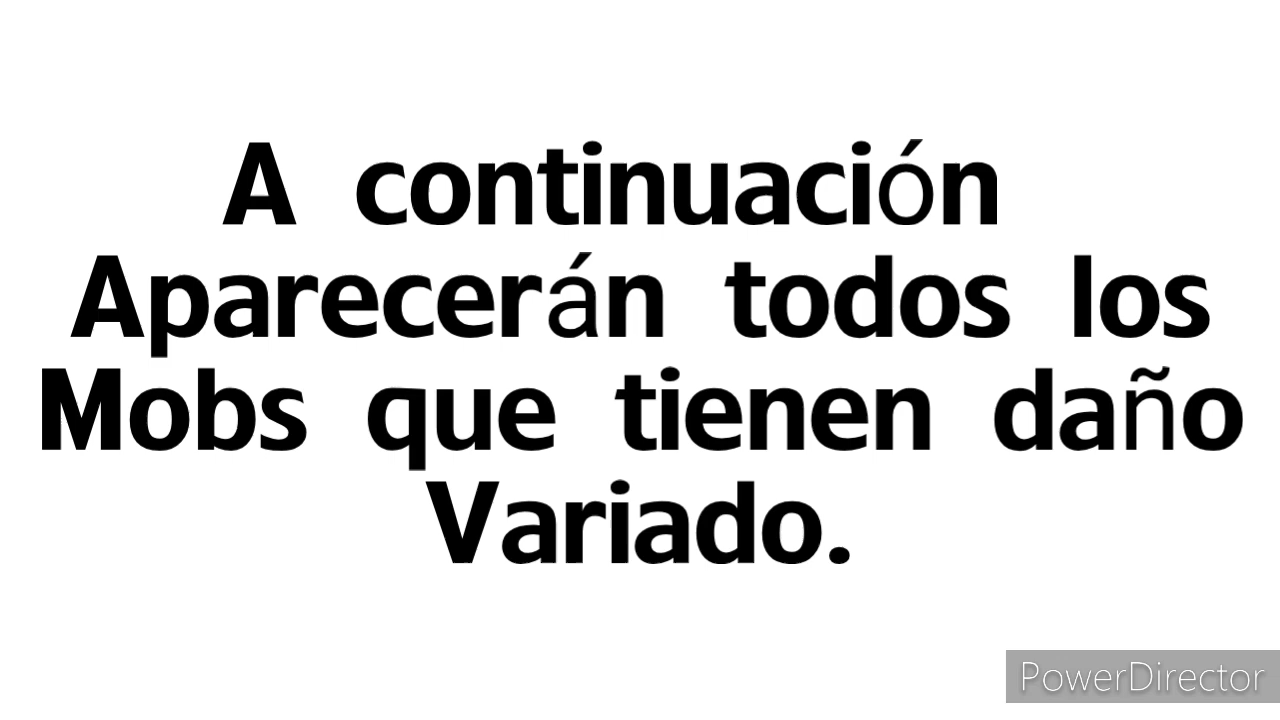 A continuación
Aparecerán todos los
Mobs que tienen daño
Variado.
PowerDirector